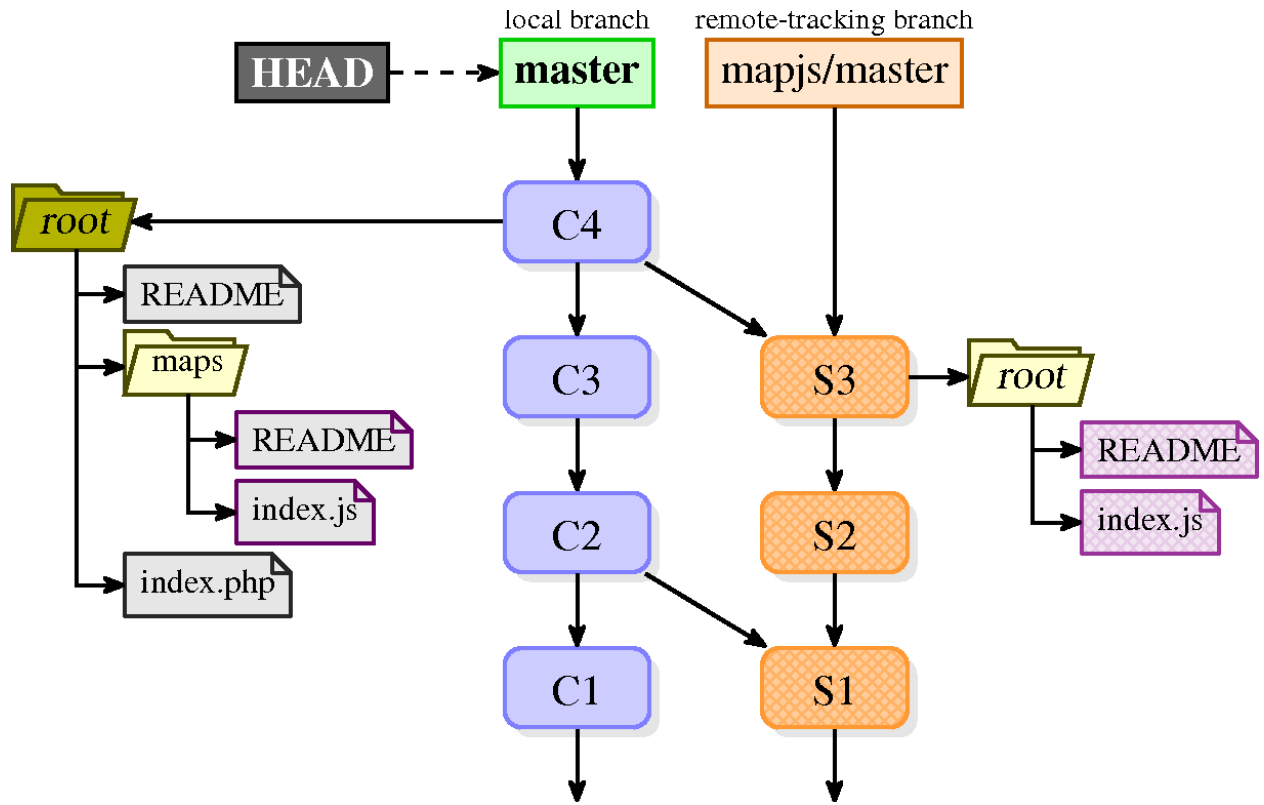 local branch
remote-tracking branch
HEAD
master
mapjs/master
root
C4
README
maps
C3
S3
root
README
README
index.js
C2
S2
index.js
index.php
C1
S1